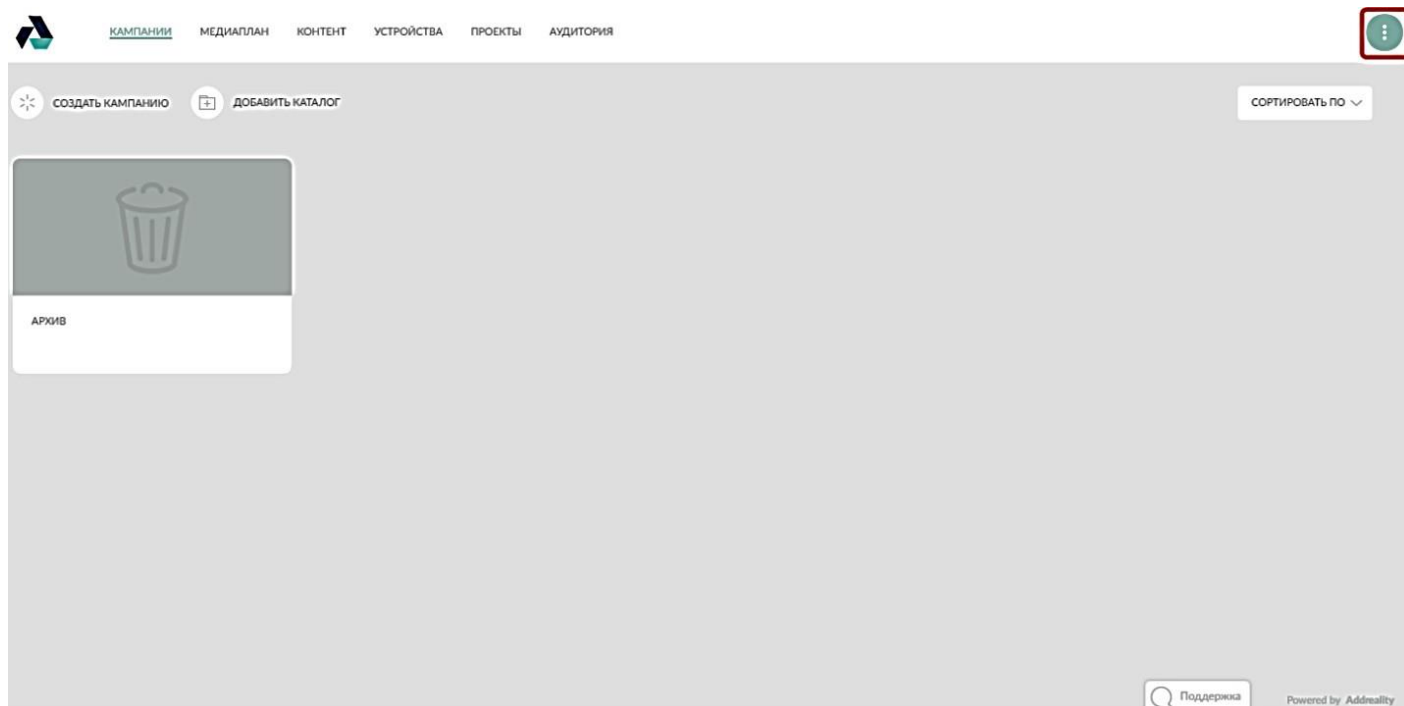 КАМПАНИИ МЕДИАПЛАН КОНТЕНТ УСТРОЙСТВА ПРОЕКТЫ АУДИТОРИЯ
СОЗДАТЬ КАМПАНИЮ ДОБАВИТЬ КАТАЛОГ СОРТИРОВАТЬ ПО
АРХИВ
Поддержка Powered by Addreality